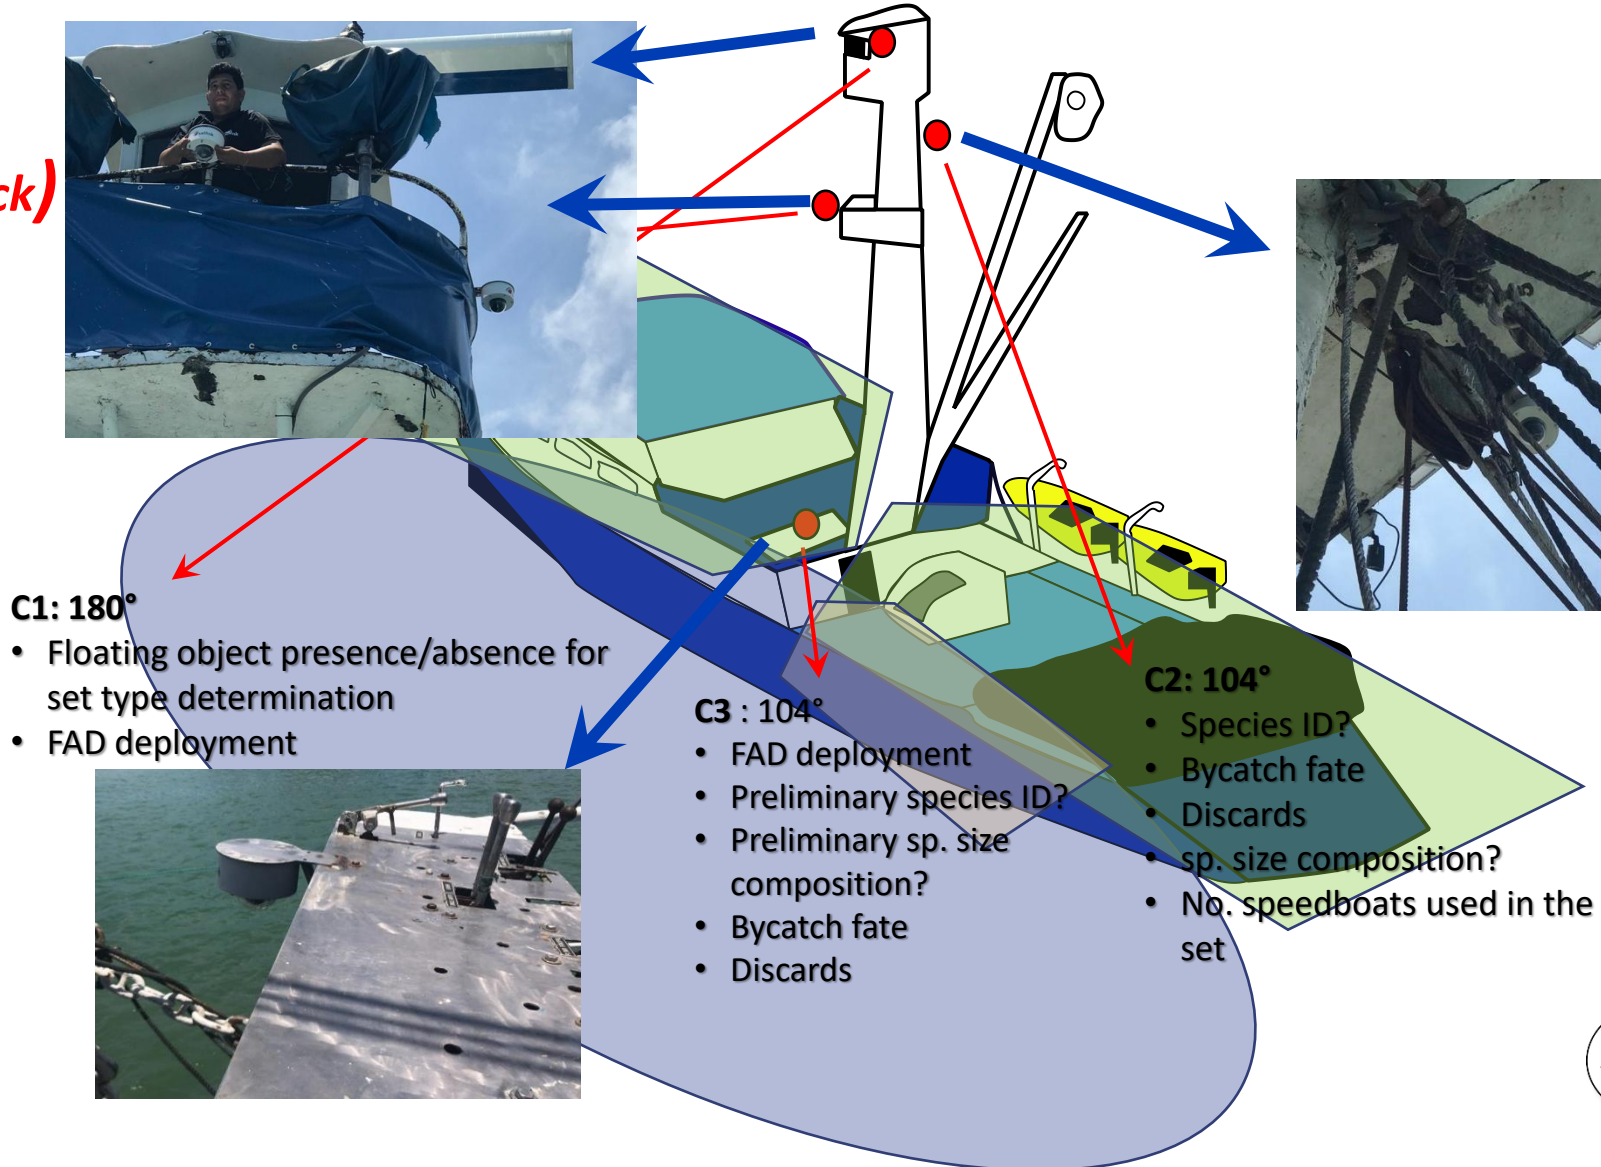 ck)
C1: 180°
• Floating object presence/absence for
set type determination
• FAD deployment
C3 : 104°
• FAD deployment
• Preliminary species ID?
• Preliminary sp. size
composition?
• Bycatch fate
• Discards
C2: 104°
• Species ID?
• Bycatch fate
• Discards
• sp. size composition?
• No. speedboats used in the
set